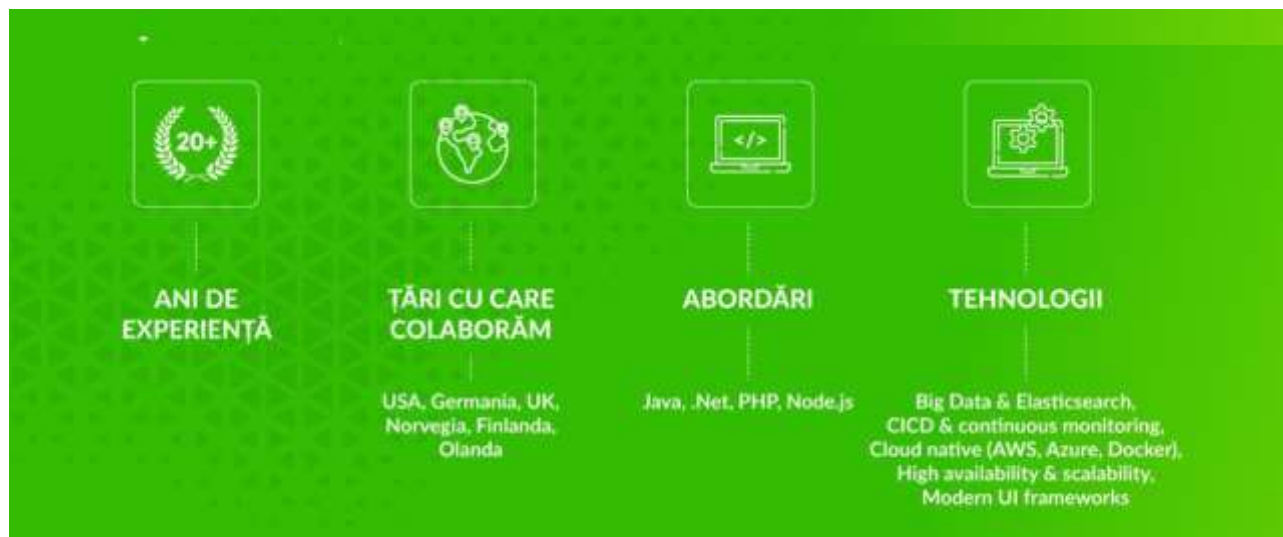 20+
</>
ANI DE
EXPERIENȚĂ
ȚĂRI CU CARE
COLABORĂM
USA, Germania, UK,
Norvegia, Finlanda,
Olanda
ABORDĂRI
Java, .Net, PHP, Node.js
TEHNOLOGII
Big Data & Elasticsearch,
CICD & continuous monitoring,
Cloud native (AWS, Azure, Docker),
High availability & scalability,
Modern UI frameworks